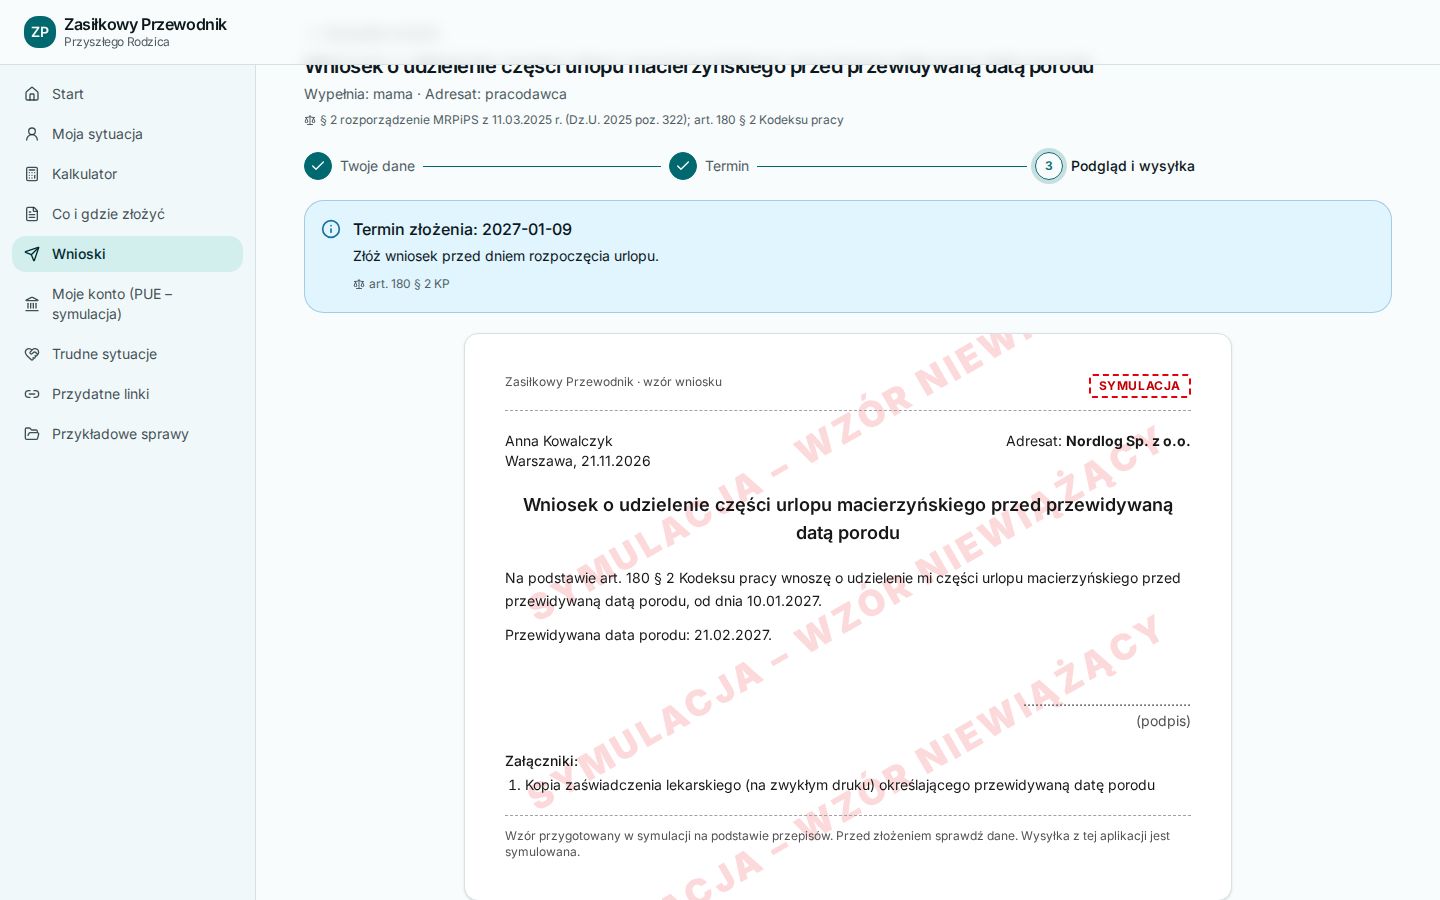 ZP
Zasiłkowy Przewodnik
Przyszłego Rodzica
Start
Moja sytuacja
Kalkulator
Co i gdzie złożyć
Wnioski
Moje konto (PUE –
symulacja)
Trudne sytuacje
Przydatne linki
Przykładowe sprawy
Wniosek o udzielenie części urlopu macierzyńskiego przed przewidywaną datą porodu
Wypełnia: mama · Adresat: pracodawca
§ 2 rozporządzenie MRPiPS z 11.03.2025 r. (Dz.U. 2025 poz. 322); art. 180 § 2 Kodeksu pracy
Twoje dane
Termin
3 Podgląd i wysyłka
Termin złożenia: 2027-01-09
Złóż wniosek przed dniem rozpoczęcia urlopu.
art. 180 § 2 KP
Zasiłkowy Przewodnik · wzór wniosku
SYMULACJA
Anna Kowalczyk
Adresat: Nordlog Sp. z o.o.
Warszawa, 21.11.2026
Wniosek o udzielenie części urlopu macierzyńskiego przed przewidywaną
datą porodu
Na podstawie art. 180 § 2 Kodeksu pracy wnoszę o udzielenie mi części urlopu macierzyńskiego przed
przewidywaną datą porodu, od dnia 10.01.2027.
Przewidywana data porodu: 21.02.2027.
(podpis)
Załączniki:
1. Kopia zaświadczenia lekarskiego (na zwykłym druku) określającego przewidywaną datę porodu
Wzór przygotowany w symulacji na podstawie przepisów. Przed złożeniem sprawdź dane. Wysyłka z tej aplikacji jest
symulowana.
SYMULACJA – WZÓR NIEW
SYMULACJA – WZÓR NIEWIĄŻĄCY
WZÓR NIEWIĄŻĄCY